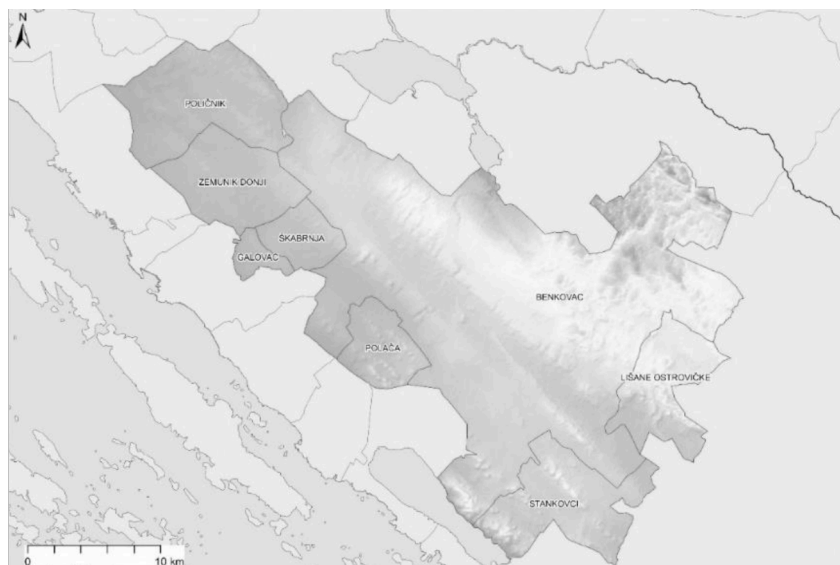 N
POLIČNIK
ZEMUNIK DONJI
ŠKABRNJA
GALOVAC
BENKOVAC
POLAČA
LIŠANE OSTROVIČKE
STANKOVCI
0
10 km